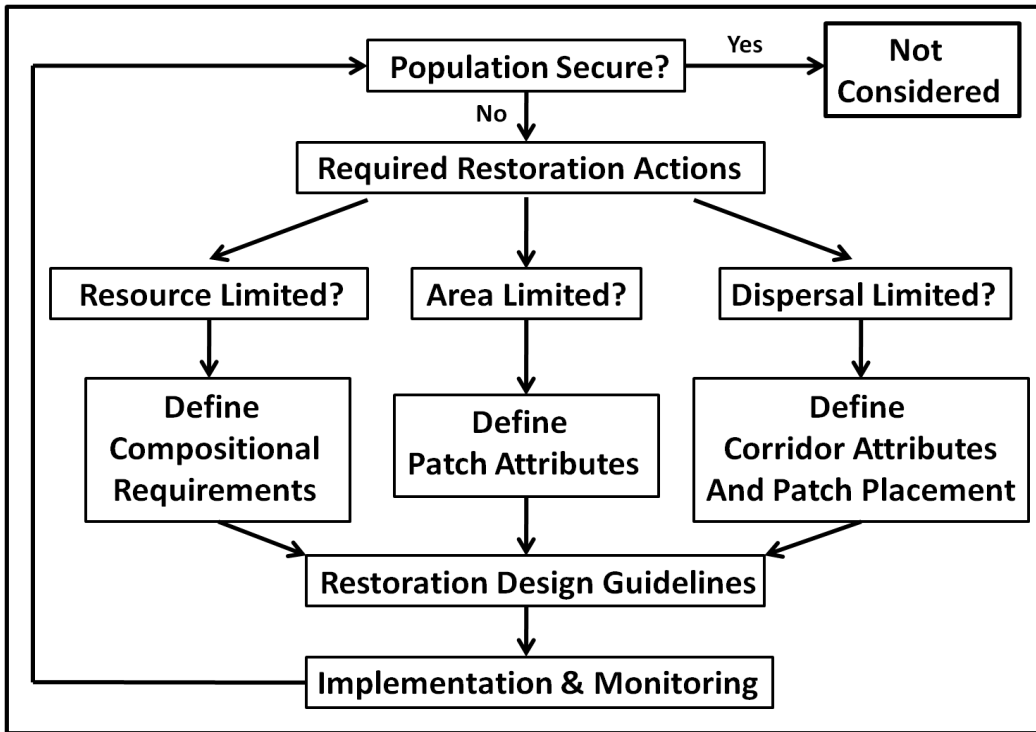 Population Secure?
Yes
Not
Considered
No
Required Restoration Actions
Resource Limited?
Area Limited?
Dispersal Limited?
Define
Compositional
Requirements
Define
Patch Attributes
Define
Corridor Attributes
And Patch Placement
Restoration Design Guidelines
Implementation & Monitoring